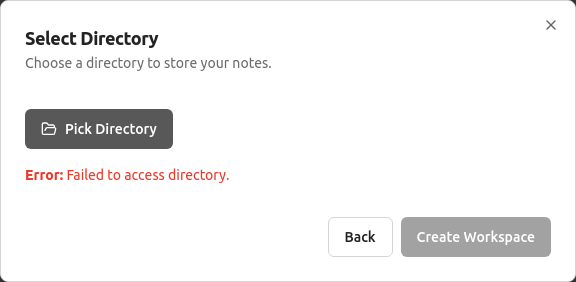 Select Directory
Choose a directory to store your notes.
Pick Directory
Error: Failed to access directory.
Back
Create Workspace